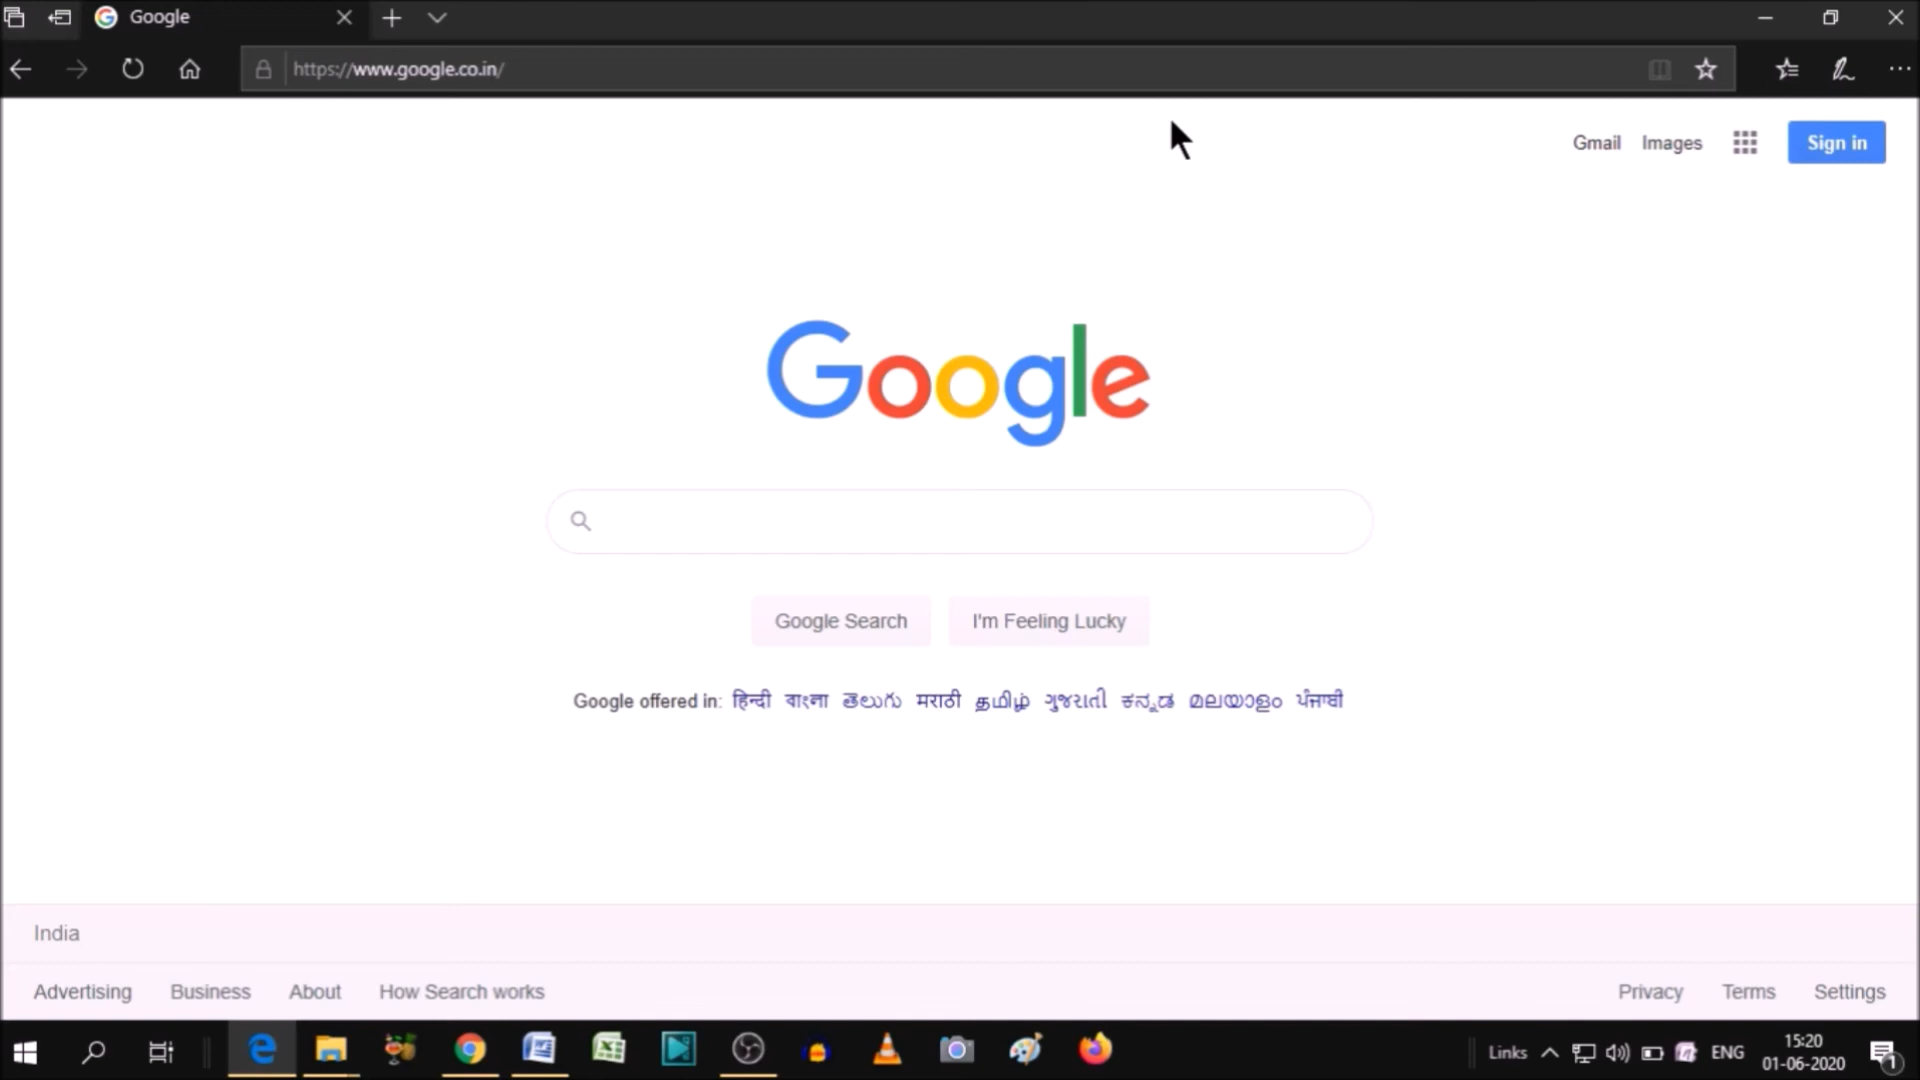 Google
https://www.google.co.in/
Gmail Images Sign in
Google
Google Search I'm Feeling Lucky
Google offered in: हिन्दी বাংলা తెలుగు मराठी தமிழ் ગુજરાતી ಕನ್ನಡ മലയാളം ਪੰਜਾਬੀ
India
Advertising Business About How Search works Privacy Terms Settings
Links ENG 15:20
01-06-2020
1